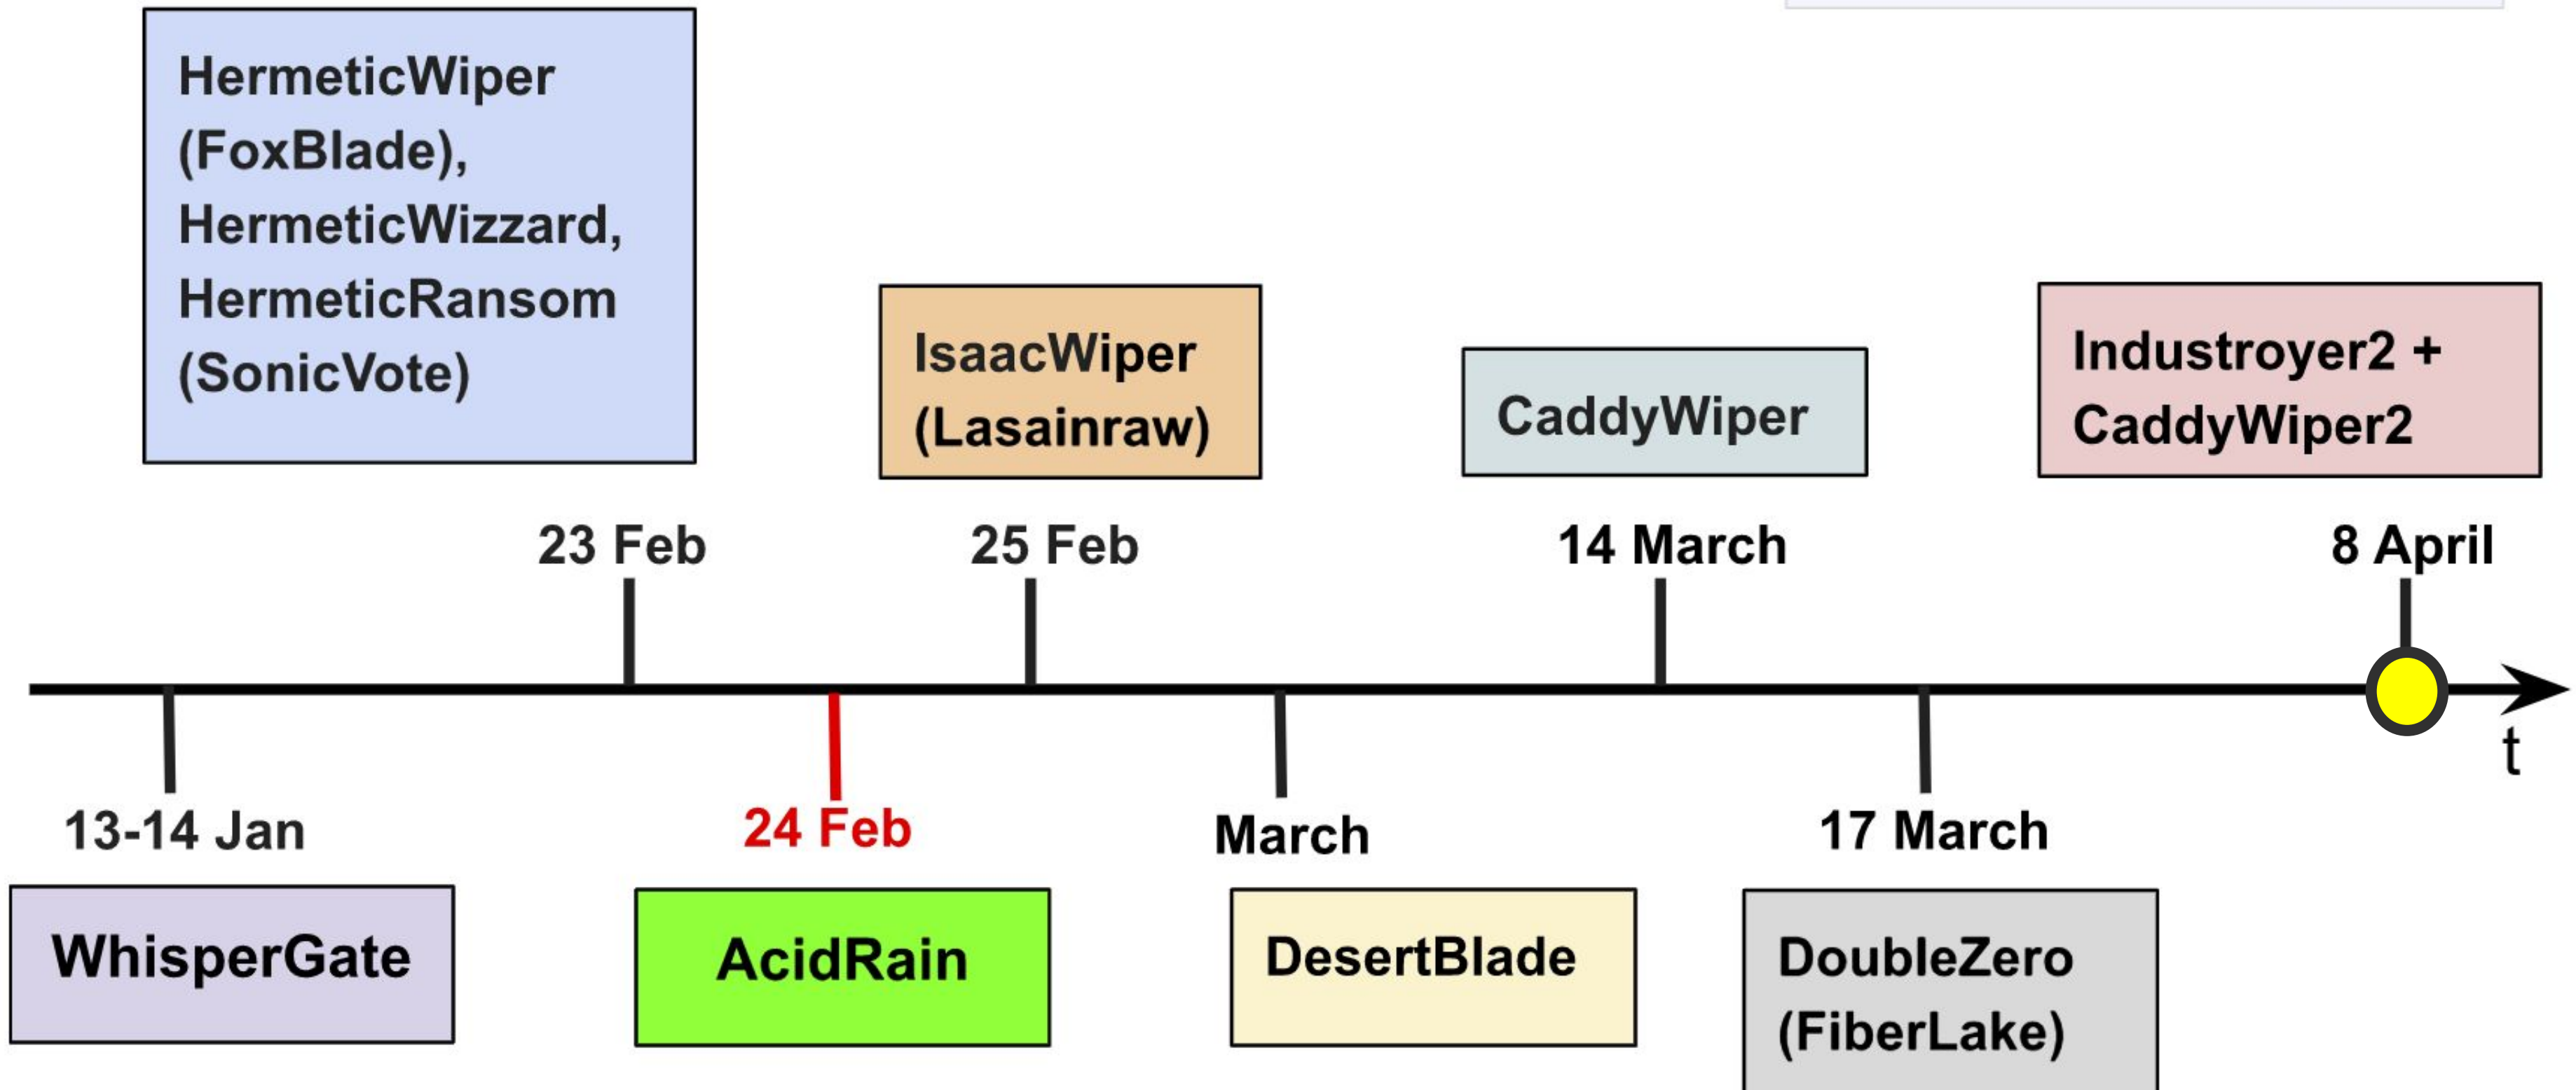 HermeticWiper
(FoxBlade),
HermeticWizzard,
HermeticRansom
(SonicVote)
IsaacWiper
(Lasainraw)
CaddyWiper
Industroyer2 +
CaddyWiper2
23 Feb
25 Feb
14 March
8 April
t
13-14 Jan
24 Feb
March
17 March
WhisperGate
AcidRain
DesertBlade
DoubleZero
(FiberLake)